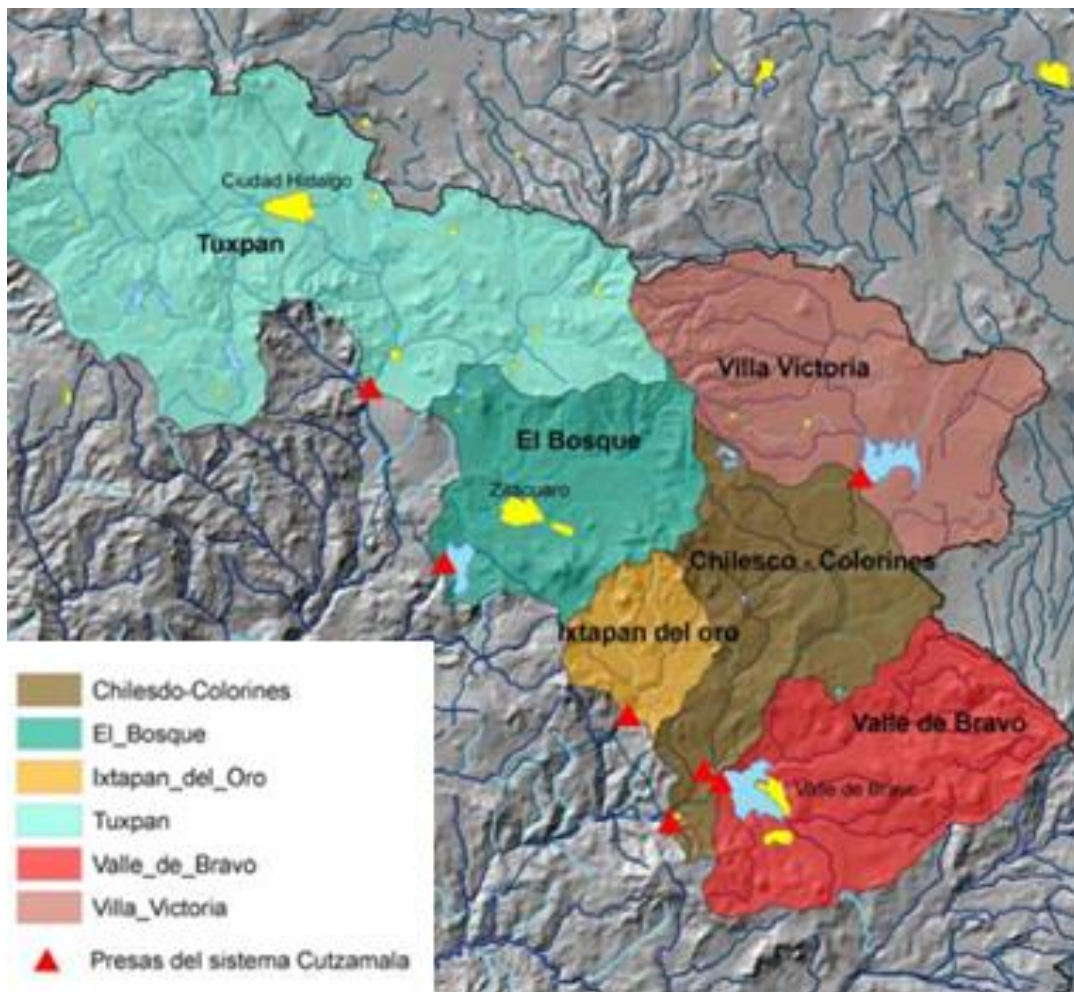 Ciudad Hidalgo
Tuxpan
Villa Victoria
El Bosque
Zitácuaro
Chilesco - Colorines
Ixtapan del oro
Valle de Bravo
Valle de Bravo
Chilesdo-Colorines
El_Bosque
Ixtapan_del_Oro
Tuxpan
Valle_de_Bravo
Villa_Victoria
Presas del sistema Cutzamala